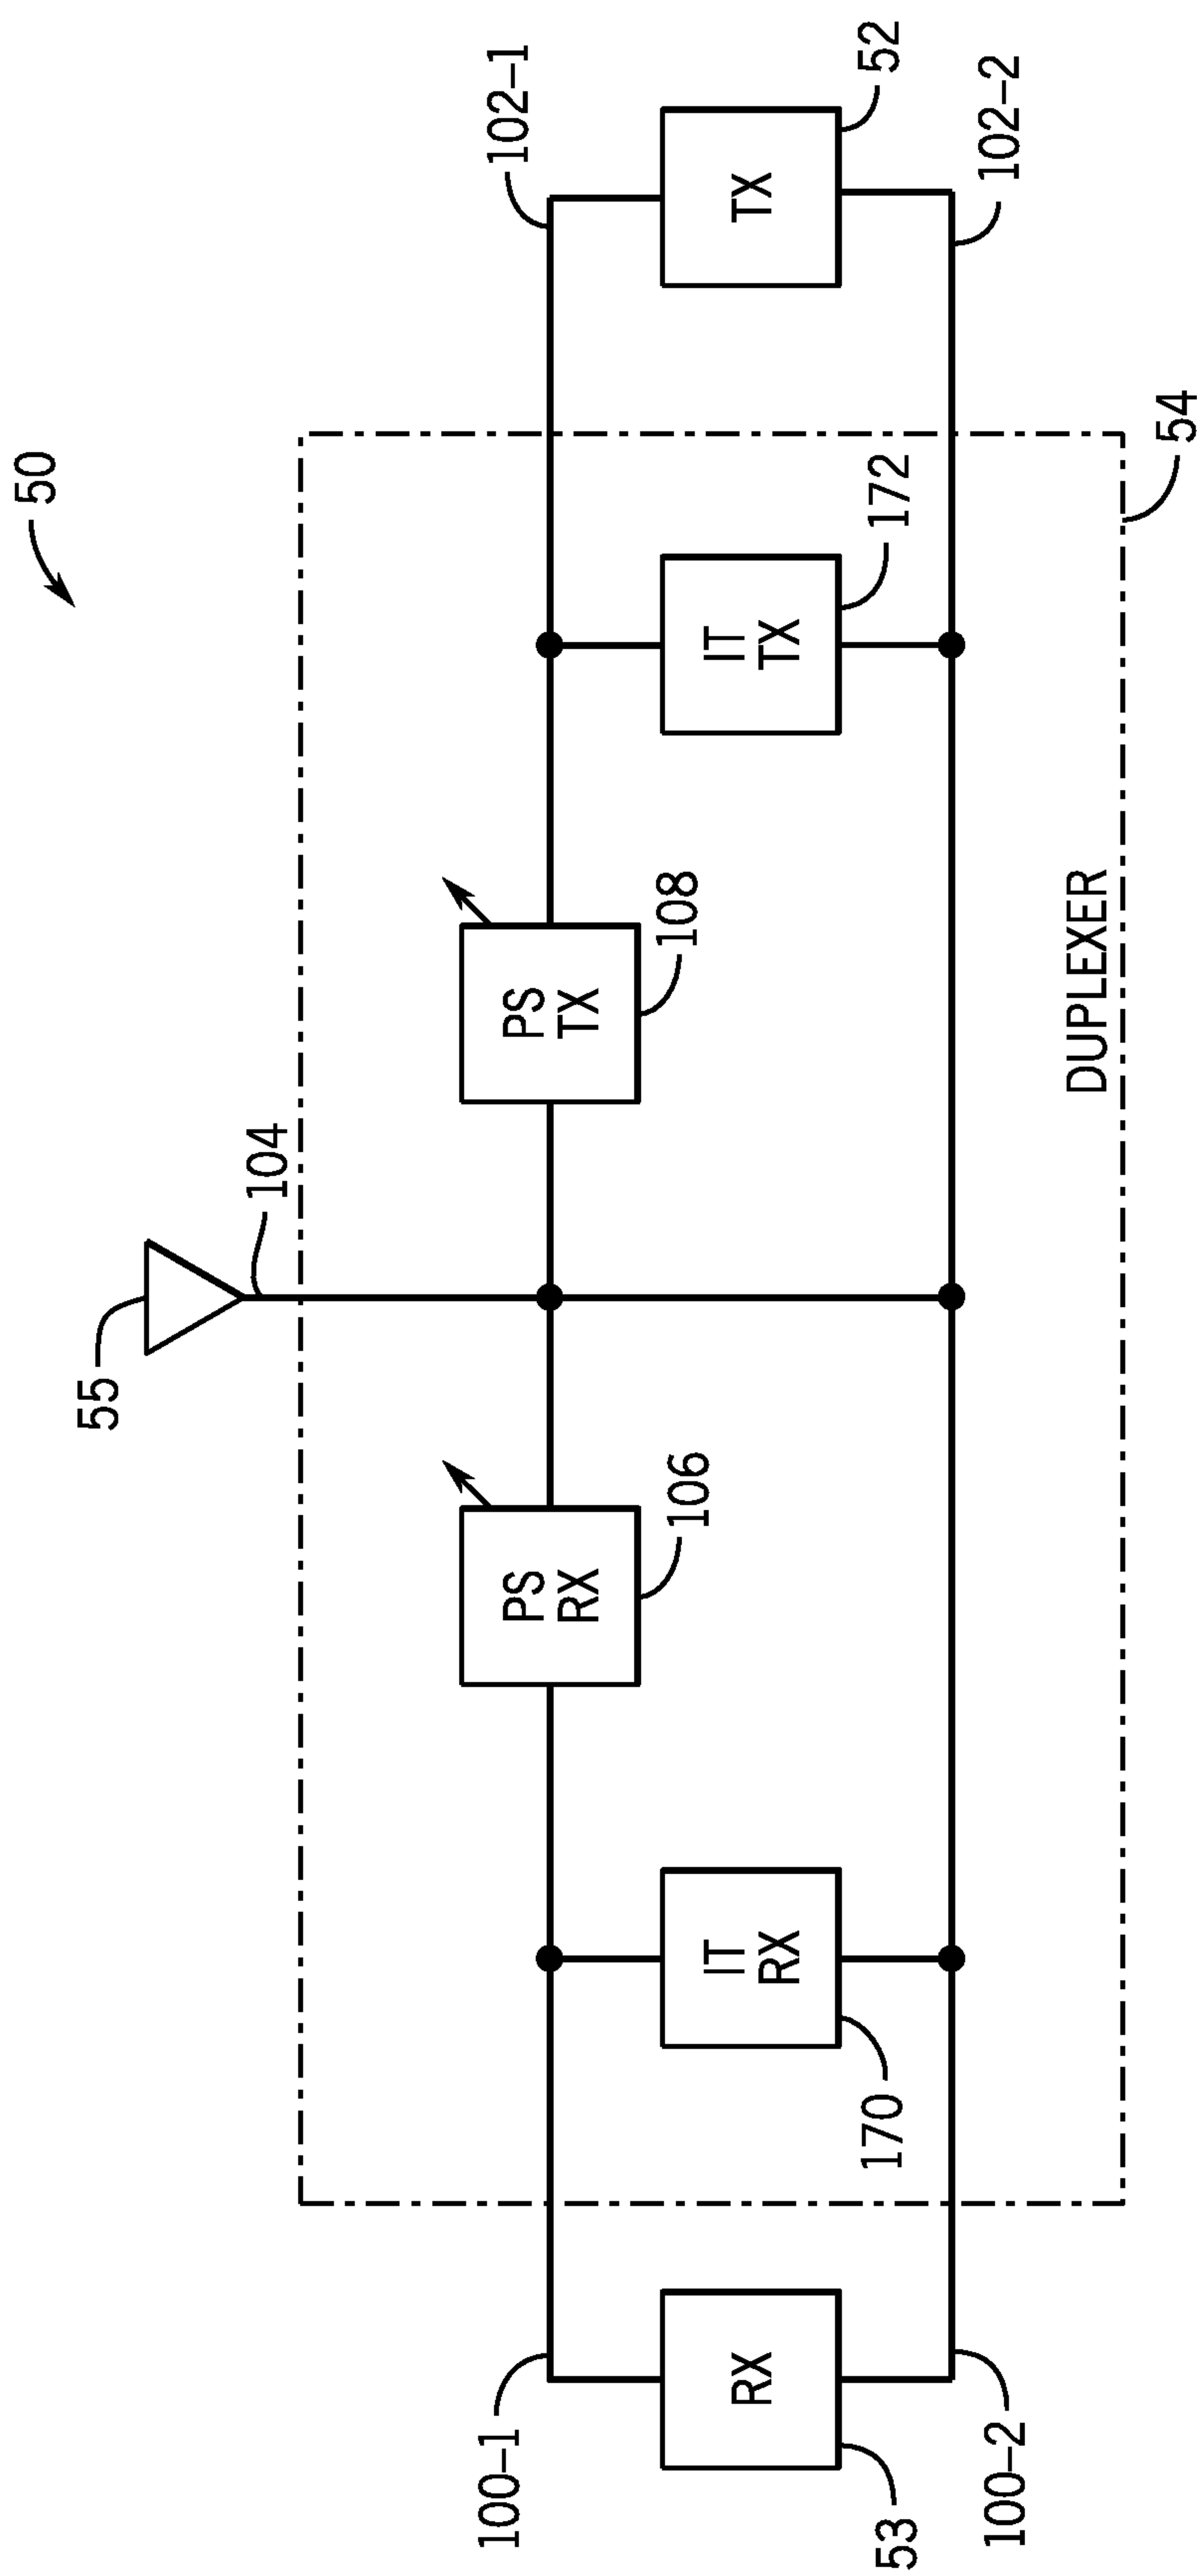 50
55
104
102–1
PS
RX
106
PS
TX
108
100–1
RX
53
IT
RX
170
IT
TX
172
TX
52
100–2
102–2
DUPLEXER
54